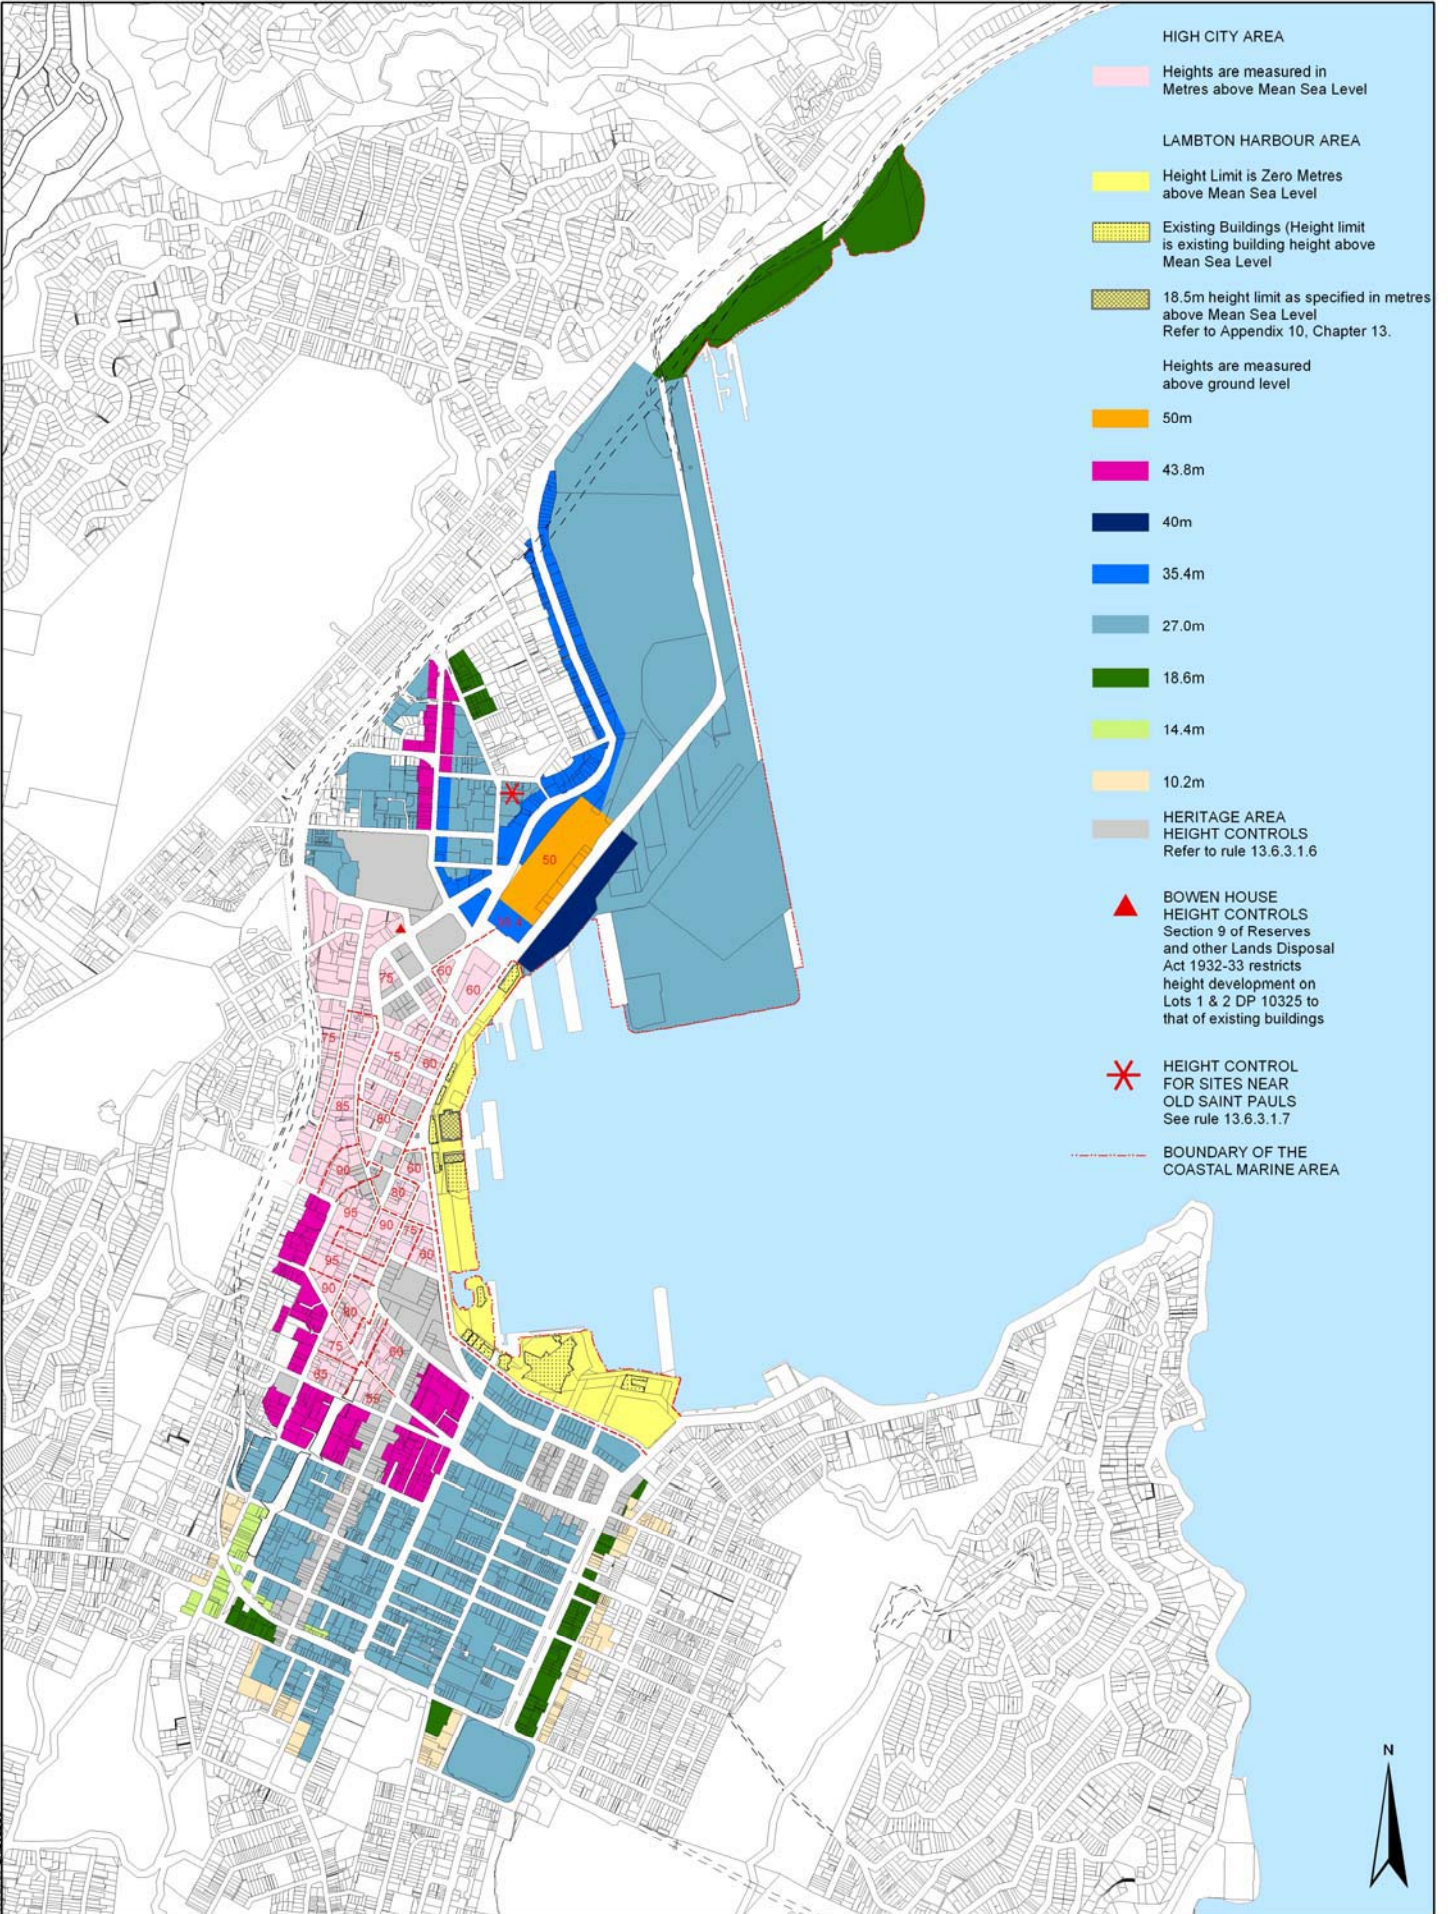 HIGH CITY AREA
Heights are measured in
Metres above Mean Sea Level
LAMBTON HARBOUR AREA
Height Limit is Zero Metres
above Mean Sea Level
Existing Buildings (Height limit
is existing building height above
Mean Sea Level
18.5m height limit as specified in metres
above Mean Sea Level
Refer to Appendix 10, Chapter 13.
Heights are measured
above ground level
50m
43.8m
40m
35.4m
27.0m
18.6m
14.4m
10.2m
HERITAGE AREA
HEIGHT CONTROLS
Refer to rule 13.6.3.1.6
BOWEN HOUSE
HEIGHT CONTROLS
Section 9 of Reserves
and other Lands Disposal
Act 1932-33 restricts
height development on
Lots 1 & 2 DP 10325 to
that of existing buildings
HEIGHT CONTROL
FOR SITES NEAR
OLD SAINT PAULS
See rule 13.6.3.1.7
BOUNDARY OF THE
COASTAL MARINE AREA
N
50
60
75
60
75
75
60
85
80
90
60
80
95
90
75
60
95
90
80
75
60